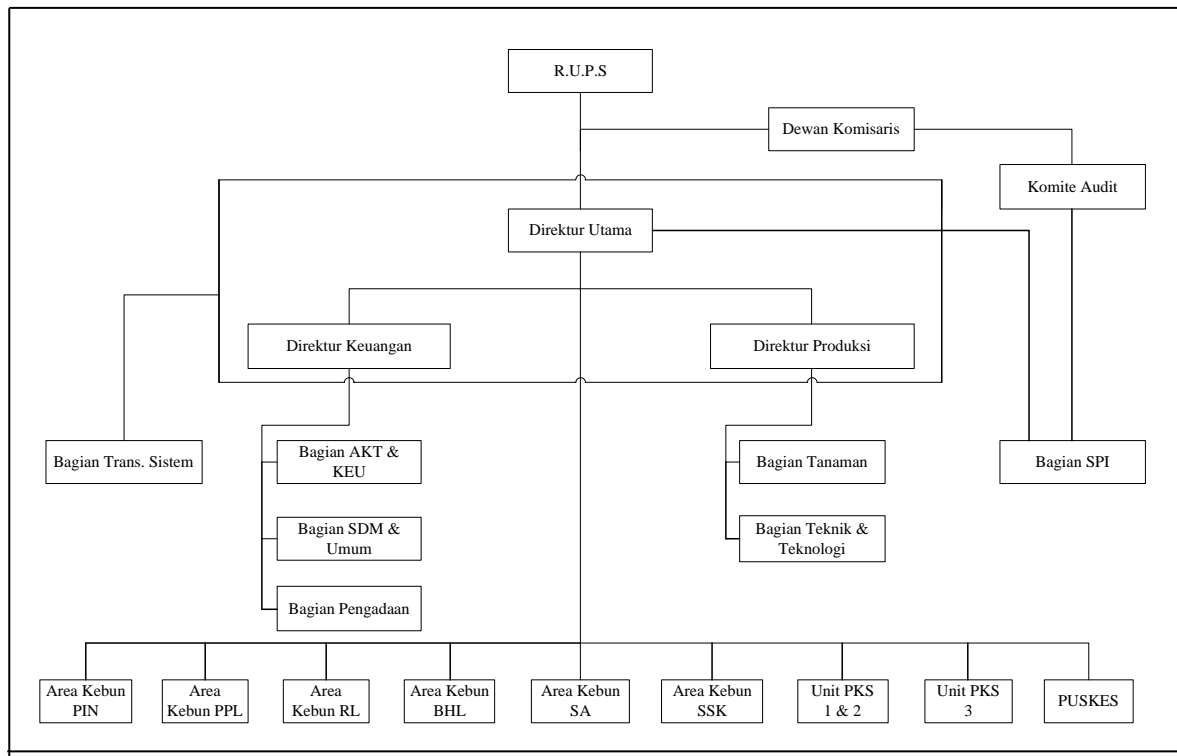 R.U.P.S
Dewan Komisaris
Komite Audit
Direktur Utama
Direktur Keuangan
Direktur Produksi
Bagian Trans. Sistem
Bagian AKT &
KEU
Bagian Tanaman
Bagian SPI
Bagian SDM &
Umum
Bagian Teknik &
Teknologi
Bagian Pengadaan
Area Kebun
PIN
Area
Kebun PPL
Area
Kebun RL
Area Kebun
BHL
Area Kebun
SA
Area Kebun
SSK
Unit PKS
1 & 2
Unit PKS
3
PUSKES